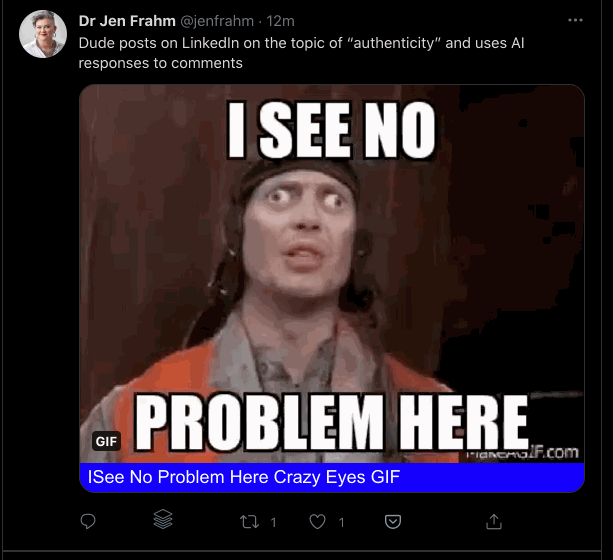 Dr Jen Frahm @jenfrahm · 12m
Dude posts on LinkedIn on the topic of “authenticity” and uses AI
responses to comments
I SEE NO
PROBLEM HERE
GIF
MakeAGIF.com
ISee No Problem Here Crazy Eyes GIF
1 1